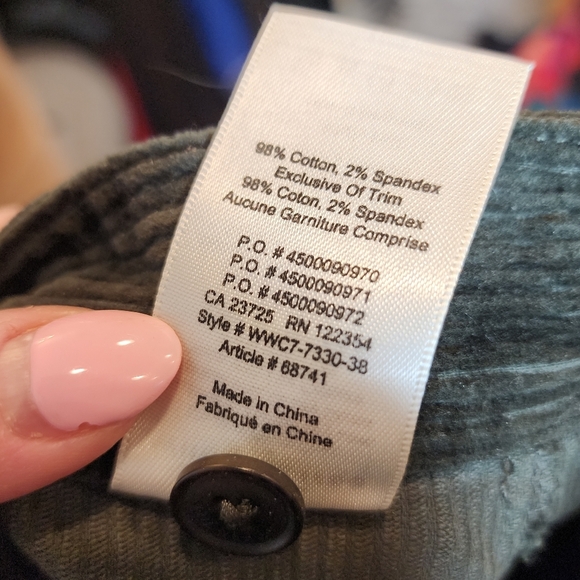 98% Cotton, 2% Spandex
Exclusive Of Trim
98% Coton, 2% Spandex
Aucune Garniture Comprise
P.O. # 4500090970
P.O. # 4500090971
P.O. # 4500090972
CA 23725 RN 122354
Style # WWC7-7330-38
Article # 68741
Made in China
Fabriqué en Chine